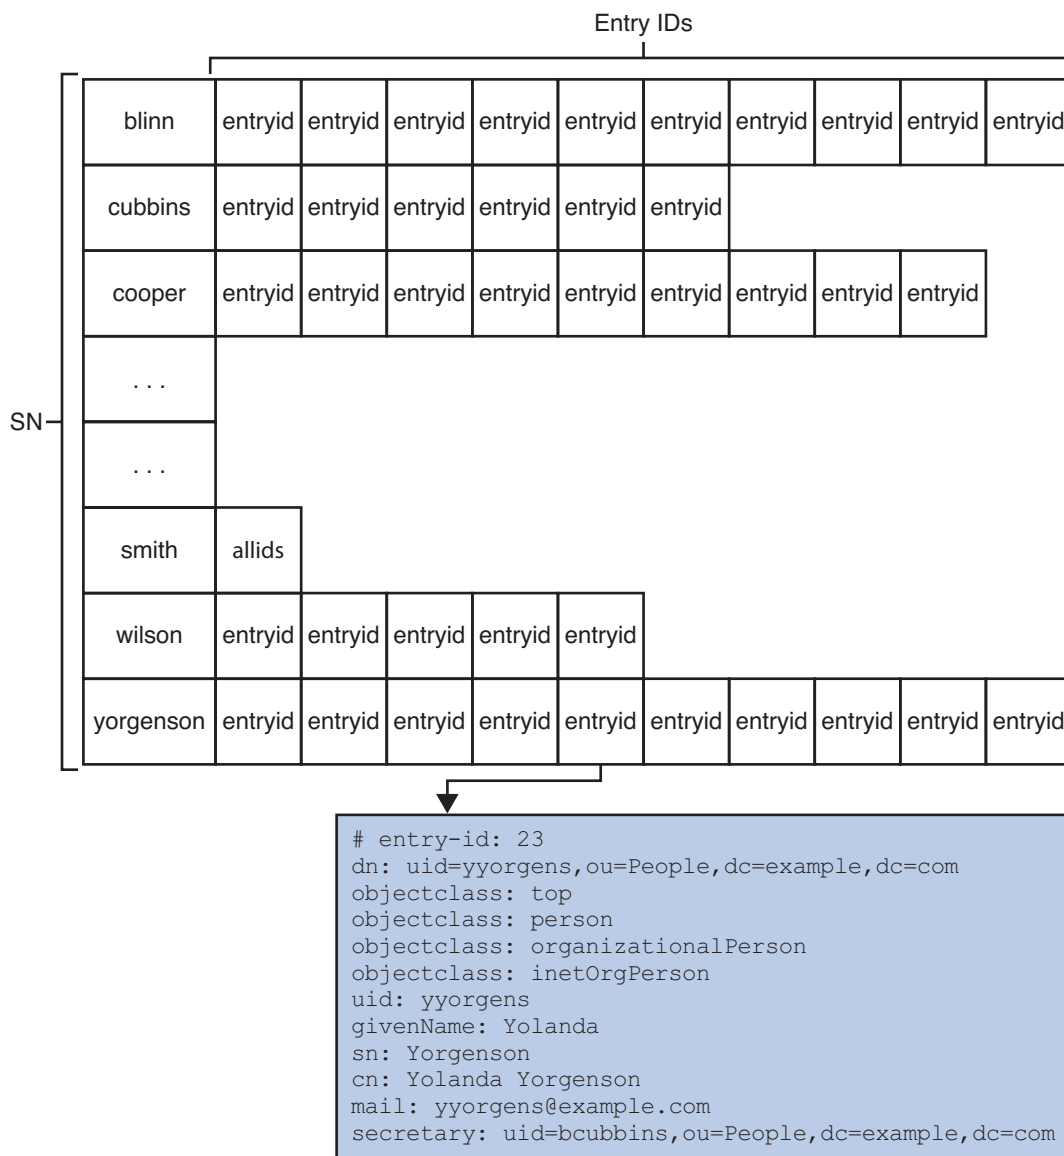 Entry IDs
blinn entryid entryid entryid entryid entryid entryid entryid entryid entryid entryid
cubbins entryid entryid entryid entryid entryid entryid
cooper entryid entryid entryid entryid entryid entryid entryid entryid entryid
. . .
SN
. . .
smith allids
wilson entryid entryid entryid entryid entryid
yorgenson entryid entryid entryid entryid entryid entryid entryid entryid entryid entryid
# entry-id: 23
dn: uid=yyorgens,ou=People,dc=example,dc=com
objectclass: top
objectclass: person
objectclass: organizationalPerson
objectclass: inetOrgPerson
uid: yyorgens
givenName: Yolanda
sn: Yorgenson
cn: Yolanda Yorgenson
mail: yyorgens@example.com
secretary: uid=bcubbins,ou=People,dc=example,dc=com